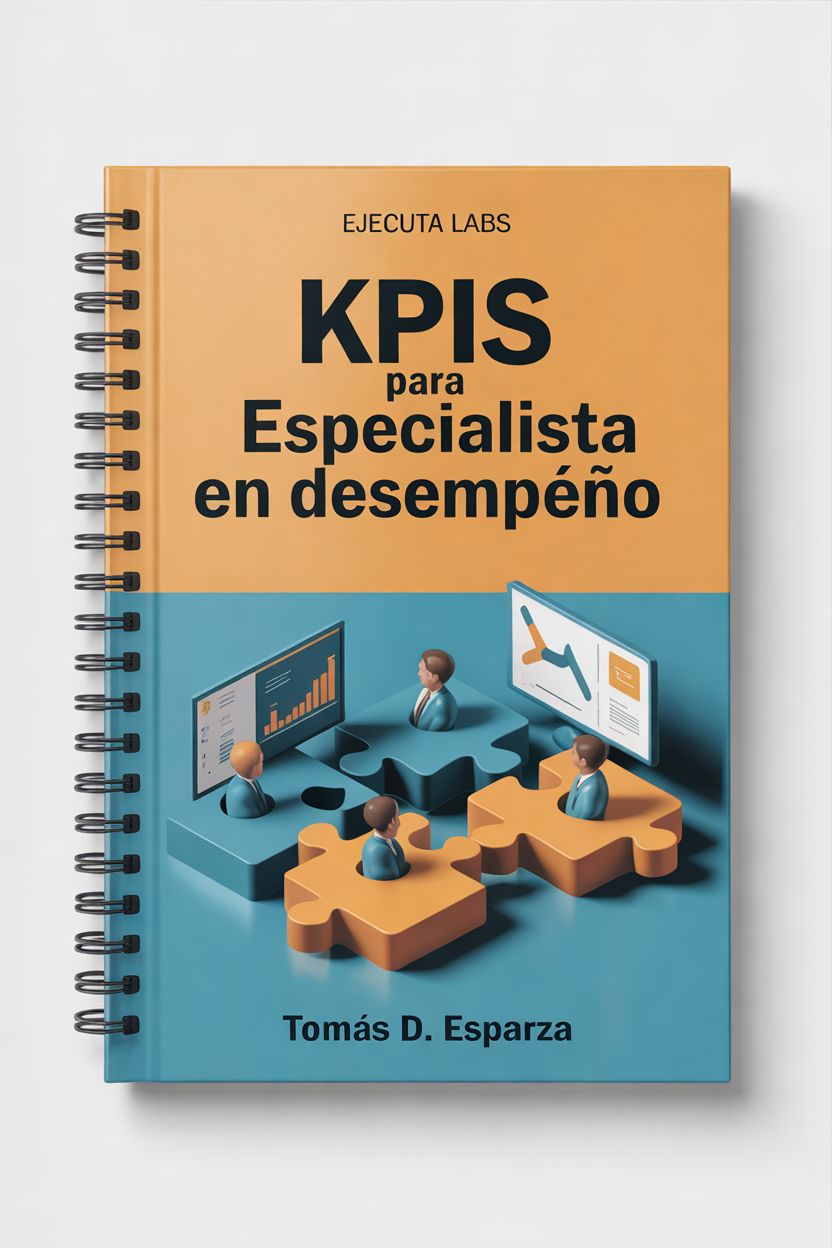 EJECUTA LABS
KPIS
para
Especialista
en desempéño
Tomás D. Esparza